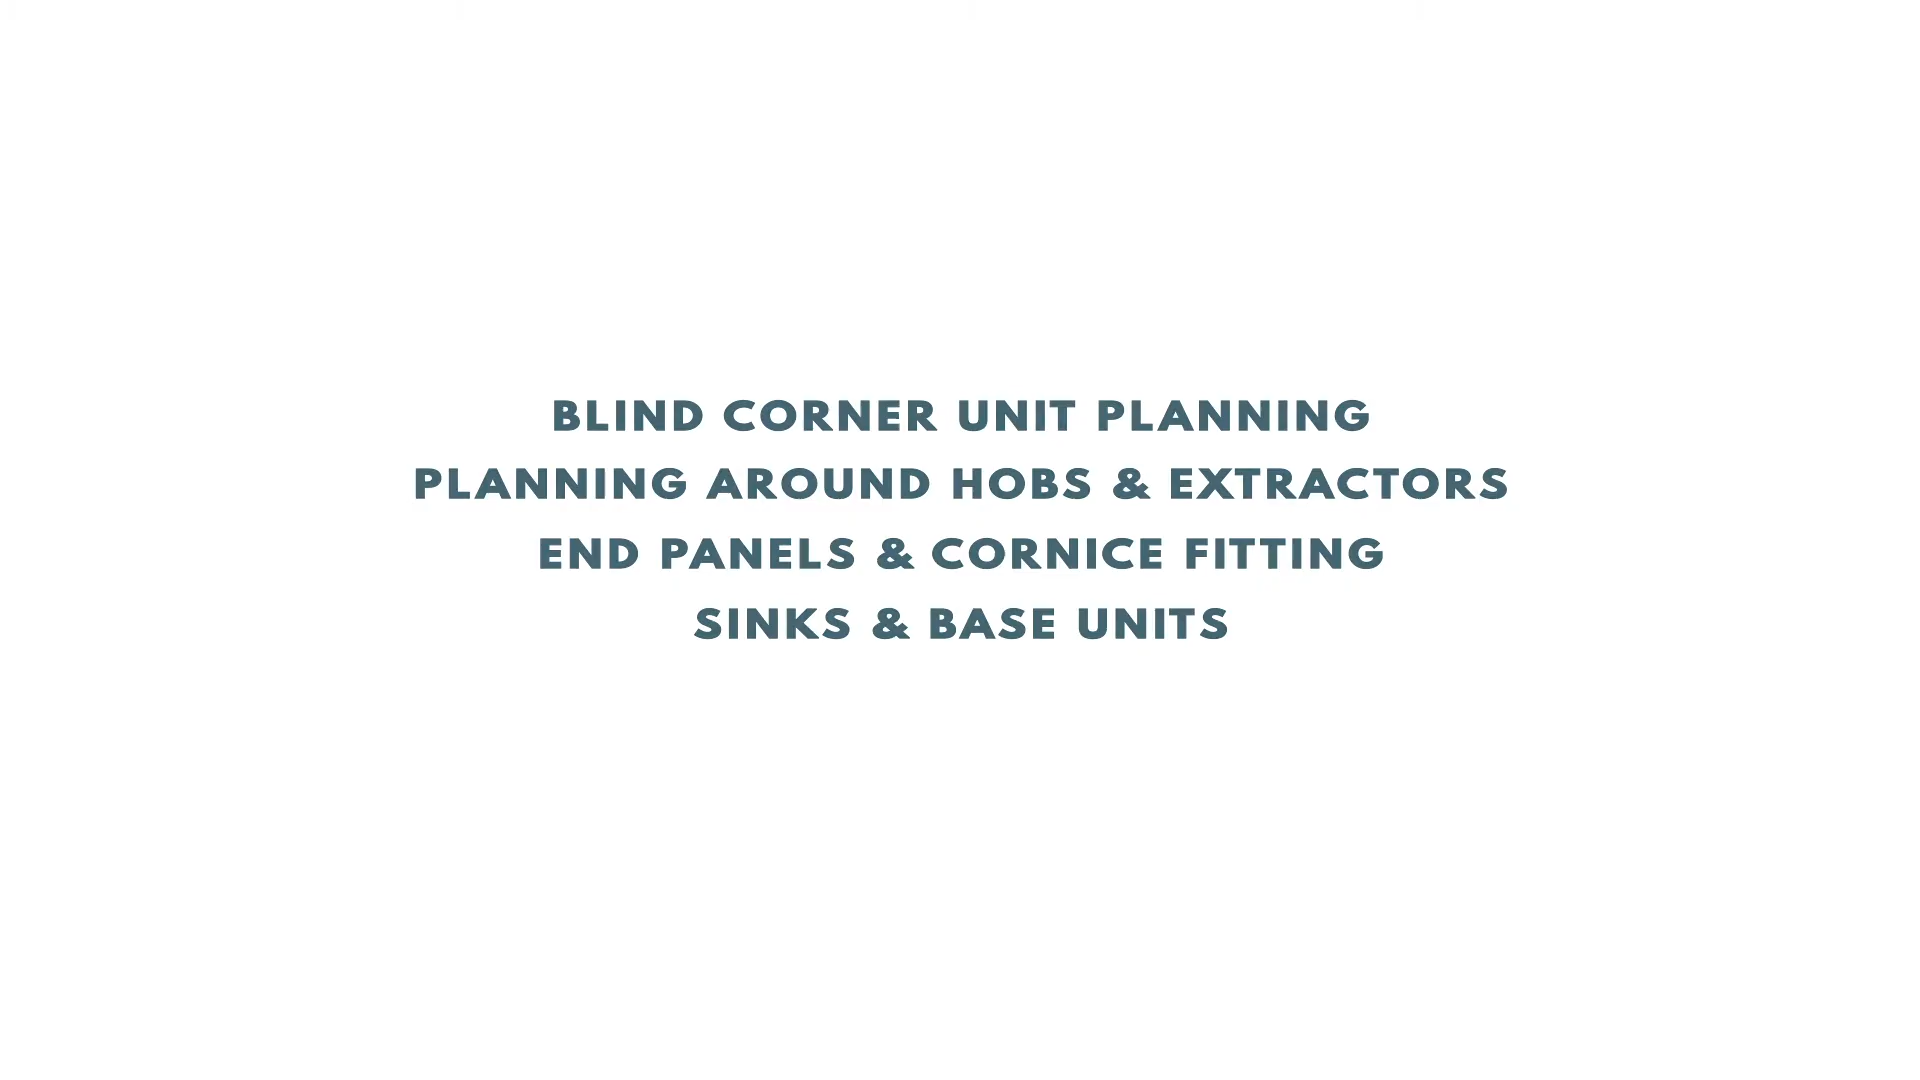 BLIND CORNER UNIT PLANNING
PLANNING AROUND HOBS & EXTRACTORS
END PANELS & CORNICE FITTING
SINKS & BASE UNITS